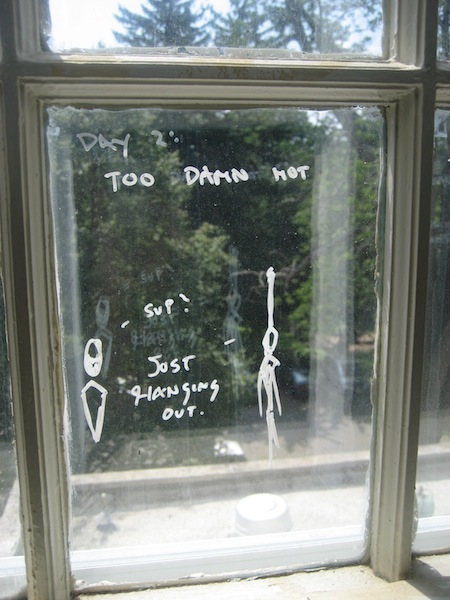 DAY 2:
TOO DAMN HOT
SUP?
JUST
HANGING
OUT.